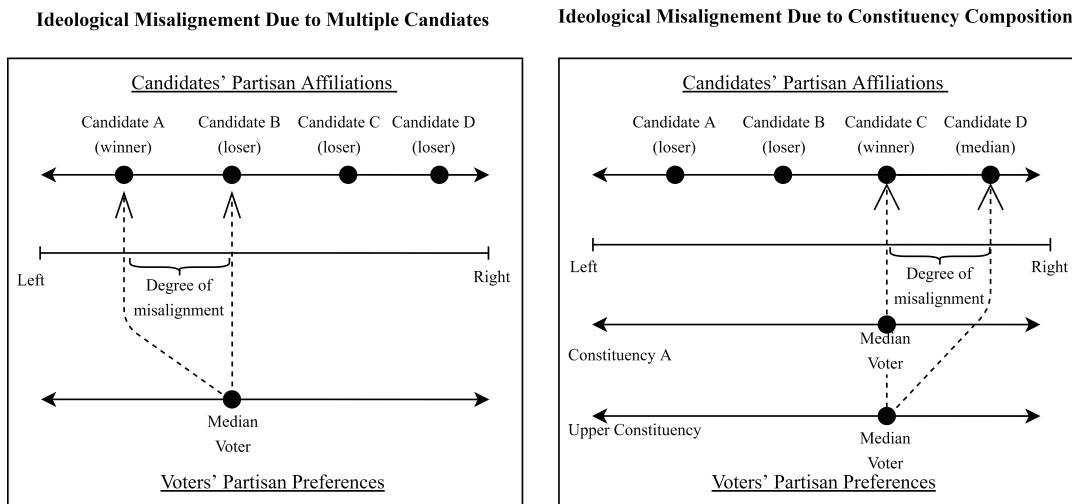 Ideological Misalignement Due to Multiple Candiates
Candidates' Partisan Affiliations
Candidate A
(winner)
Candidate B
(loser)
Candidate C
(loser)
Candidate D
(loser)
Left
Right
Degree of
misalignment
Median
Voter
Voters' Partisan Preferences
Ideological Misalignement Due to Constituency Composition
Candidates' Partisan Affiliations
Candidate A
(loser)
Candidate B
(loser)
Candidate C
(winner)
Candidate D
(median)
Left
Right
Degree of
misalignment
Median
Voter
Constituency A
Upper Constituency
Median
Voter
Voters' Partisan Preferences